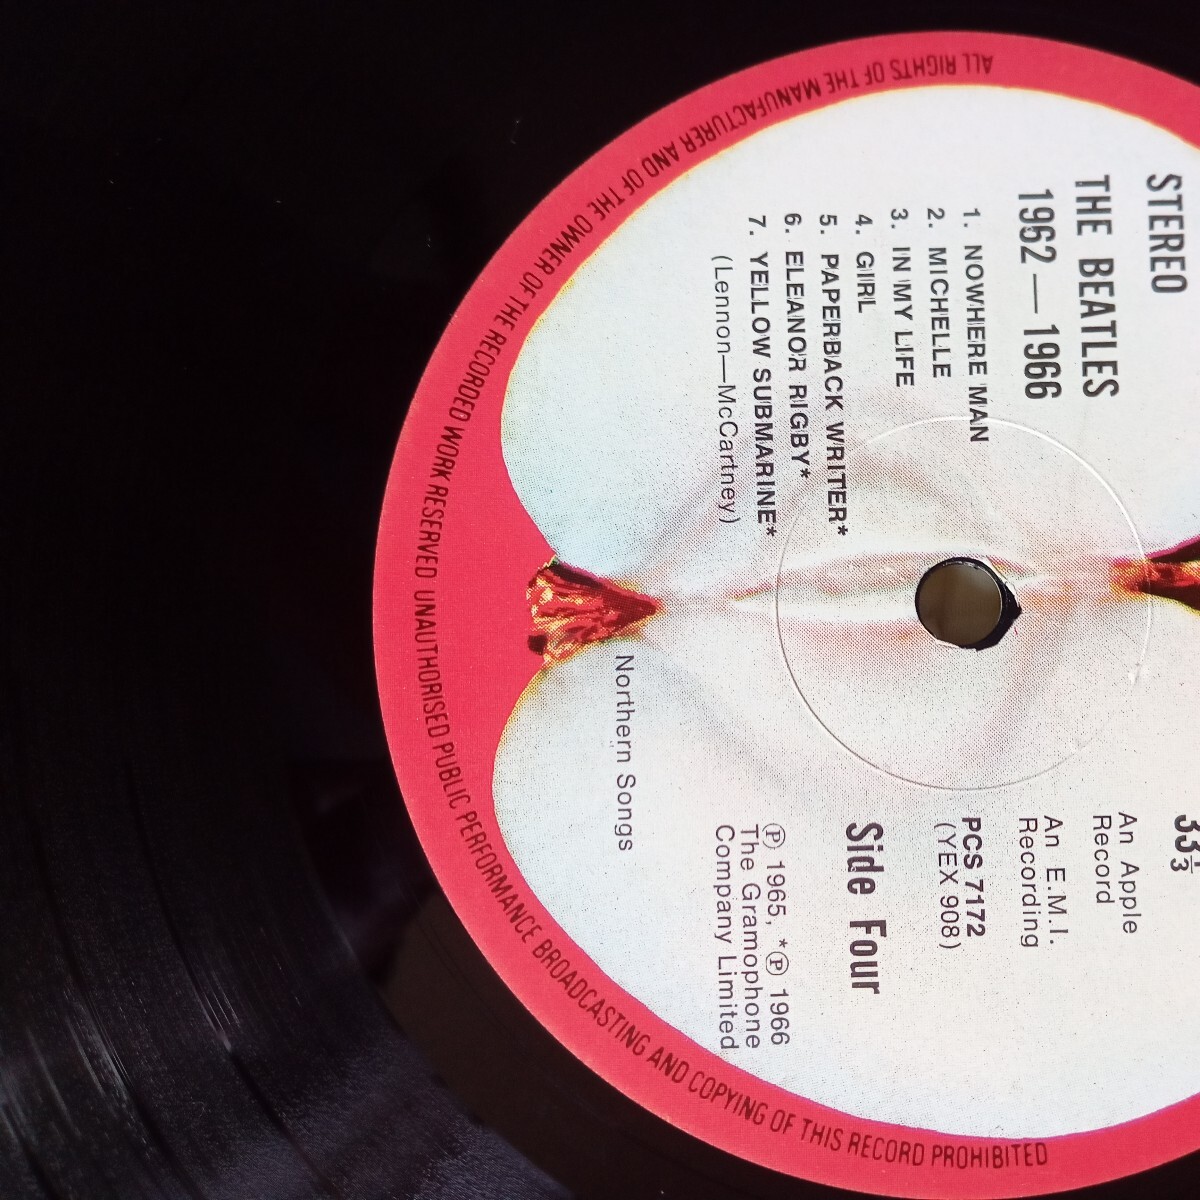 STEREO
THE BEATLES
1962—1966
1. NOWHERE MAN
2. MICHELLE
3. IN MY LIFE
4. GIRL
5. PAPERBACK WRITER*
6. ELEANOR RIGBY*
7. YELLOW SUBMARINE*
(Lennon—McCartney)
Northern Songs
33⅓
An Apple
Record
An E.M.I.
Recording
PCS 7172
(YEX 908)
Side Four
Ⓟ 1965, *Ⓟ 1966
The Gramophone
Company Limited
ALL RIGHTS OF THE MANUFACTURER AND OF THE OWNER OF THE RECORDED WORK RESERVED UNAUTHORISED PUBLIC PERFORMANCE BROADCASTING AND COPYING OF THIS RECORD PROHIBITED